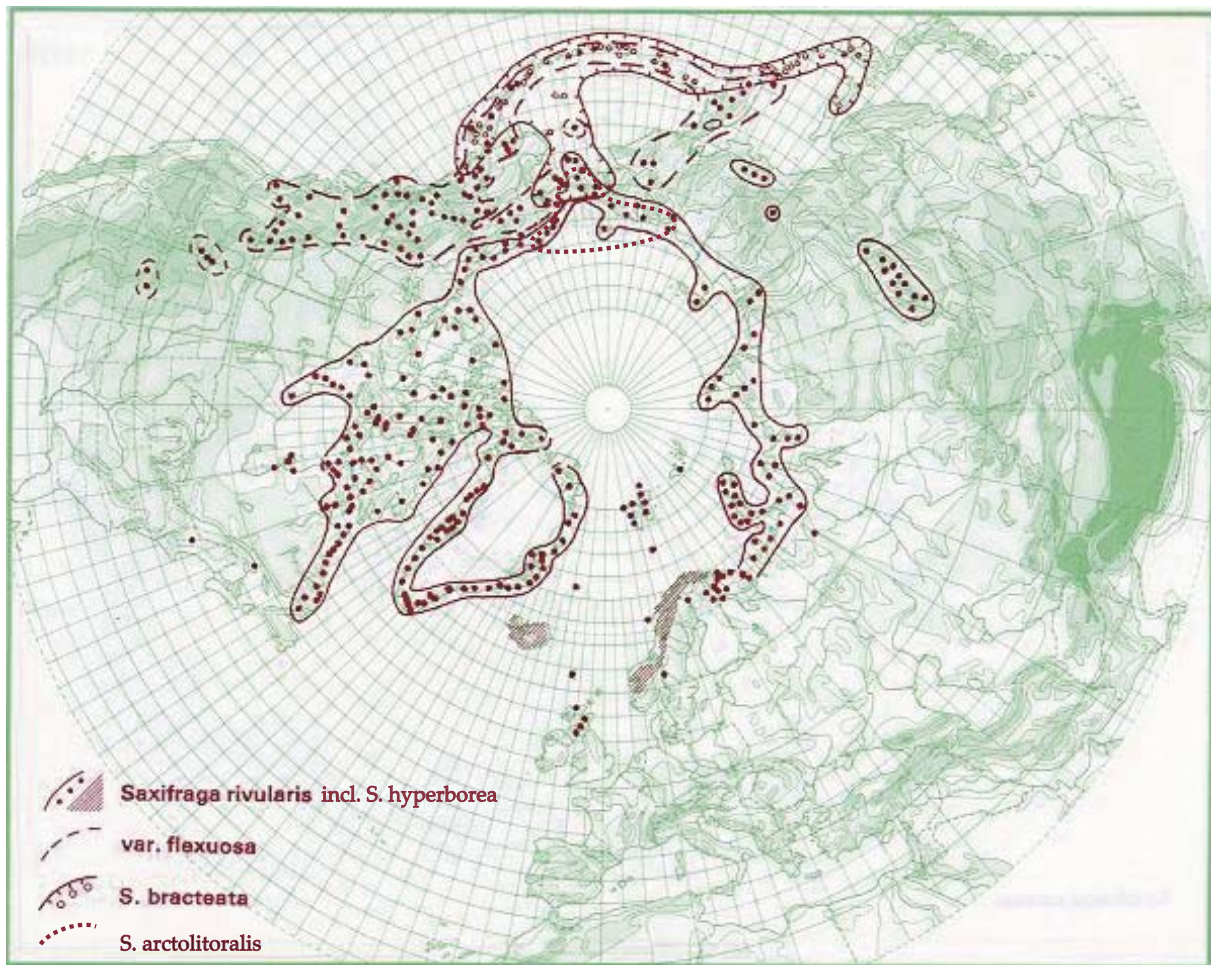 Saxifraga rivularis incl. S. hyperborea
var. flexuosa
S. bracteata
S. arctolitoralis